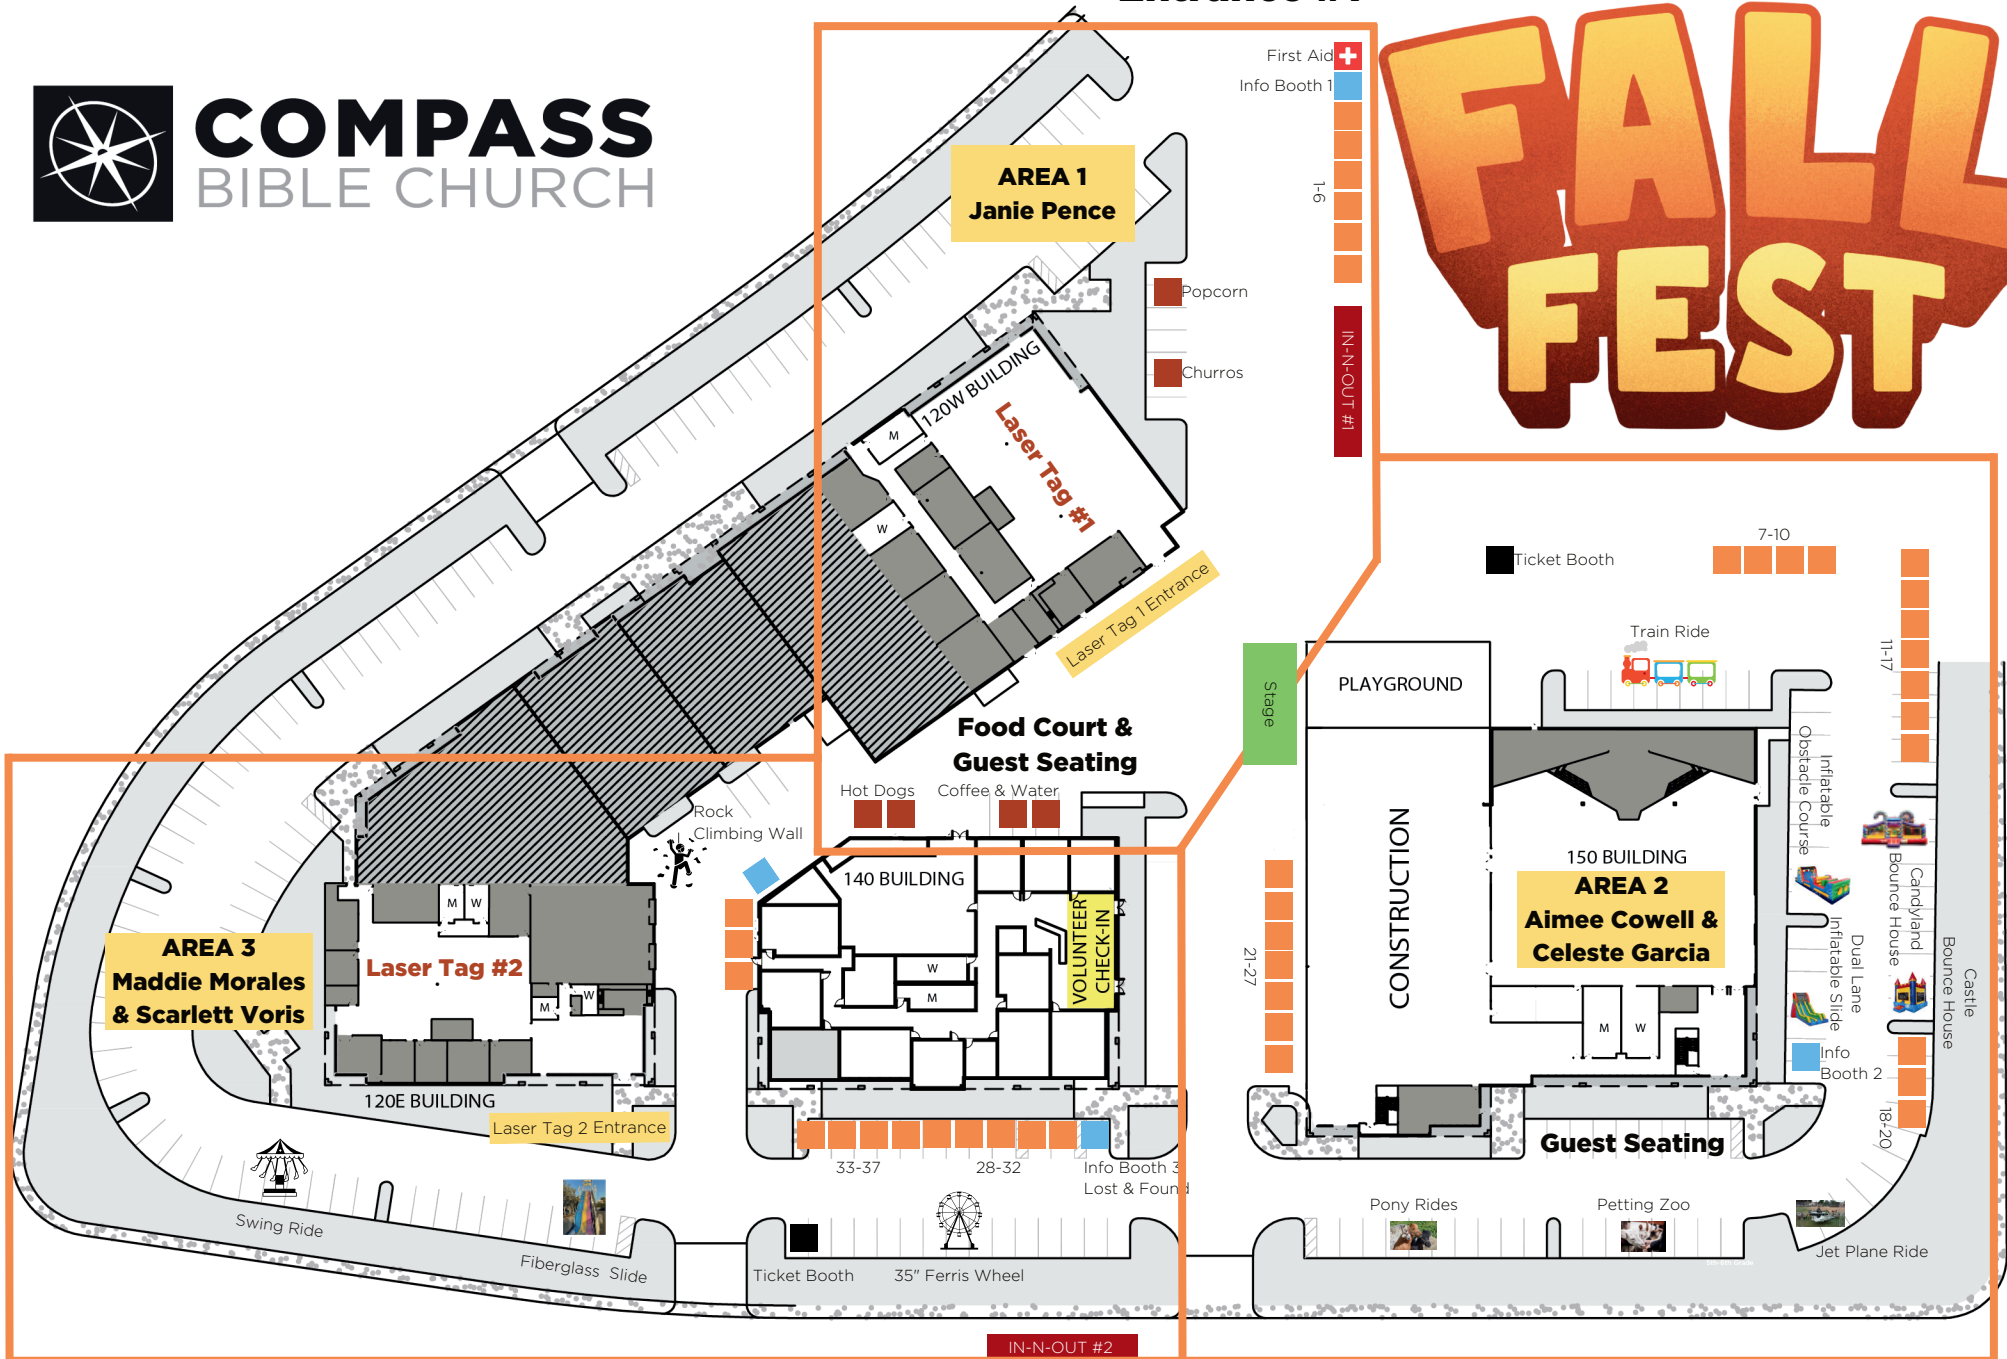 COMPASS
BIBLE CHURCH
First Aid
Info Booth 1
1-6
FALL
FEST
AREA 1
Janie Pence
Popcorn
Churros
IN-N-OUT #1
120W BUILDING
M
Laser Tag #1
W
Laser Tag 1 Entrance
Ticket Booth
7-10
Train Ride
11-17
Stage
PLAYGROUND
Food Court &
Guest Seating
Hot Dogs
Coffee & Water
Rock
Climbing Wall
Inflatable
Obstacle Course
140 BUILDING
CONSTRUCTION
150 BUILDING
AREA 2
Aimee Cowell &
Celeste Garcia
Candyland
Bounce House
M
W
VOLUNTEER
CHECK-IN
AREA 3
Maddie Morales
& Scarlett Voris
Laser Tag #2
W
M
M
W
21-27
Dual Lane
Inflatable Slide
Castle
Bounce House
M
W
Info
Booth 2
18-20
120E BUILDING
Laser Tag 2 Entrance
Guest Seating
33-37
28-32
Info Booth 3
Lost & Found
Swing Ride
Fiberglass Slide
Ticket Booth
35" Ferris Wheel
Pony Rides
Petting Zoo
Jet Plane Ride
IN-N-OUT #2